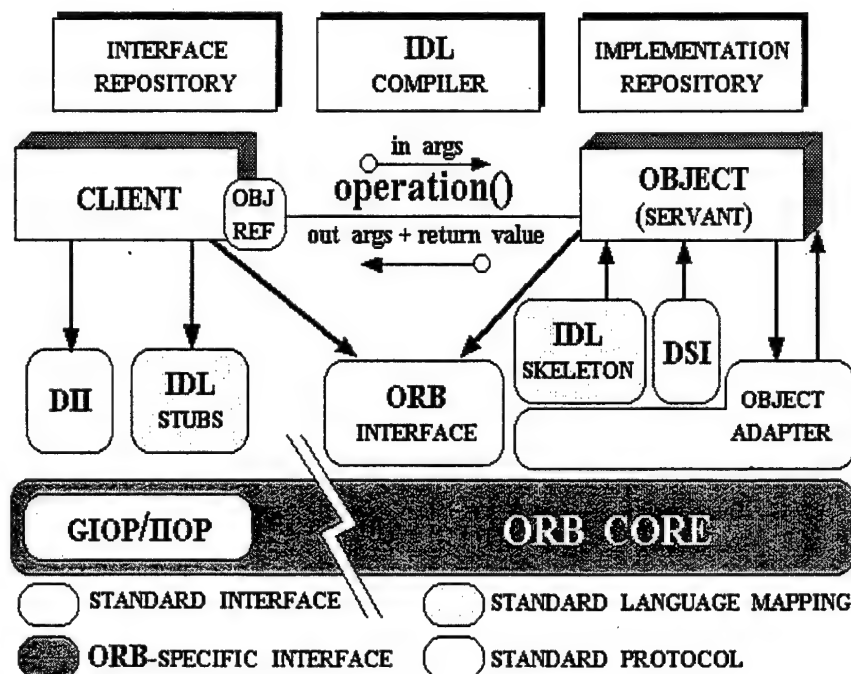 INTERFACE
REPOSITORY
IDL
COMPILER
IMPLEMENTATION
REPOSITORY
in args
operation()
out args + return value
CLIENT
OBJ
REF
OBJECT
(SERVANT)
DII
IDL
STUBS
ORB
INTERFACE
IDL
SKELETON
DSI
OBJECT
ADAPTER
GIOP/IIOP
ORB CORE
STANDARD INTERFACE
STANDARD LANGUAGE MAPPING
ORB-SPECIFIC INTERFACE
STANDARD PROTOCOL